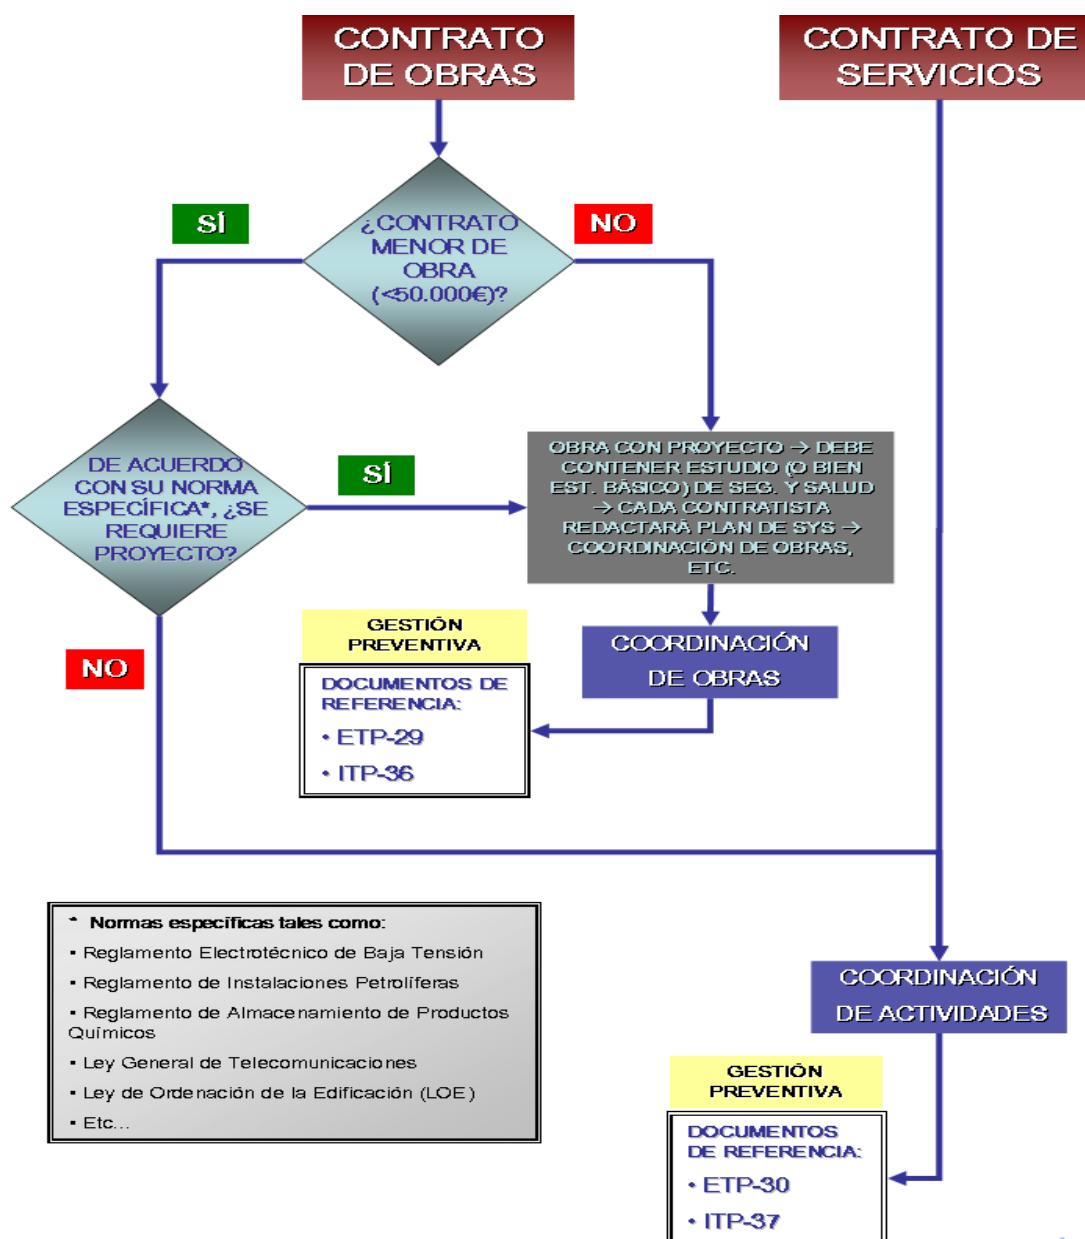 CONTRATO
DE OBRAS
CONTRATO DE
SERVICIOS
SÍ
¿CONTRATO
MENOR DE
OBRA
(<50.000€)?
NO
DE ACUERDO
CON SU NORMA
ESPECÍFICA*, ¿SE
REQUIERE
PROYECTO?
SÍ
OBRA CON PROYECTO → DEBE
CONTENER ESTUDIO (O BIEN
EST. BÁSICO) DE SEG. Y SALUD
→ CADA CONTRATISTA
REDACTARÁ PLAN DE SYS →
COORDINACIÓN DE OBRAS,
ETC.
NO
GESTIÓN
PREVENTIVA
COORDINACIÓN
DE OBRAS
DOCUMENTOS DE
REFERENCIA:
• ETP-29
• ITP-36
* Normas específicas tales como:
▪ Reglamento Electrotécnico de Baja Tensión
▪ Reglamento de Instalaciones Petrolíferas
▪ Reglamento de Almacenamiento de Productos
Químicos
▪ Ley General de Telecomunicaciones
▪ Ley de Ordenación de la Edificación (LOE)
▪ Etc...
COORDINACIÓN
DE ACTIVIDADES
GESTIÓN
PREVENTIVA
DOCUMENTOS
DE REFERENCIA:
• ETP-30
• ITP-37